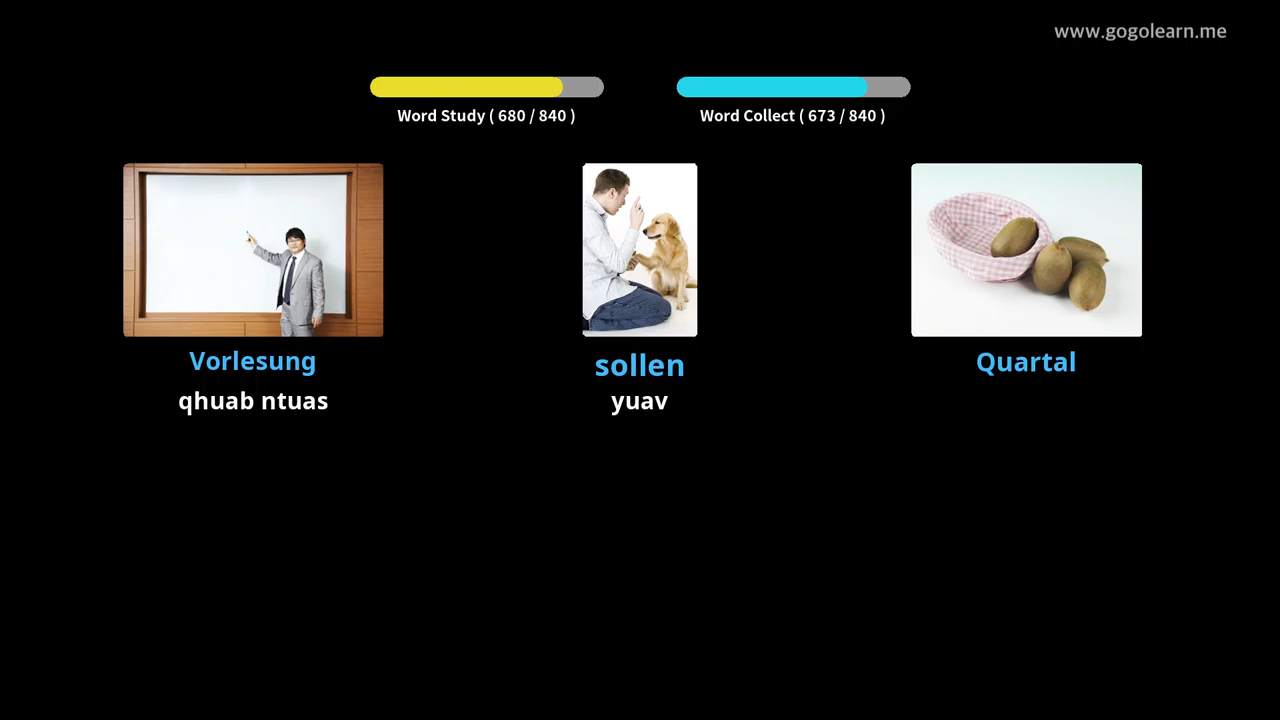 www.gogolearn.me
Word Study ( 680 / 840 )
Word Collect ( 673 / 840 )
Vorlesung
qhuab ntuas
sollen
yuav
Quartal